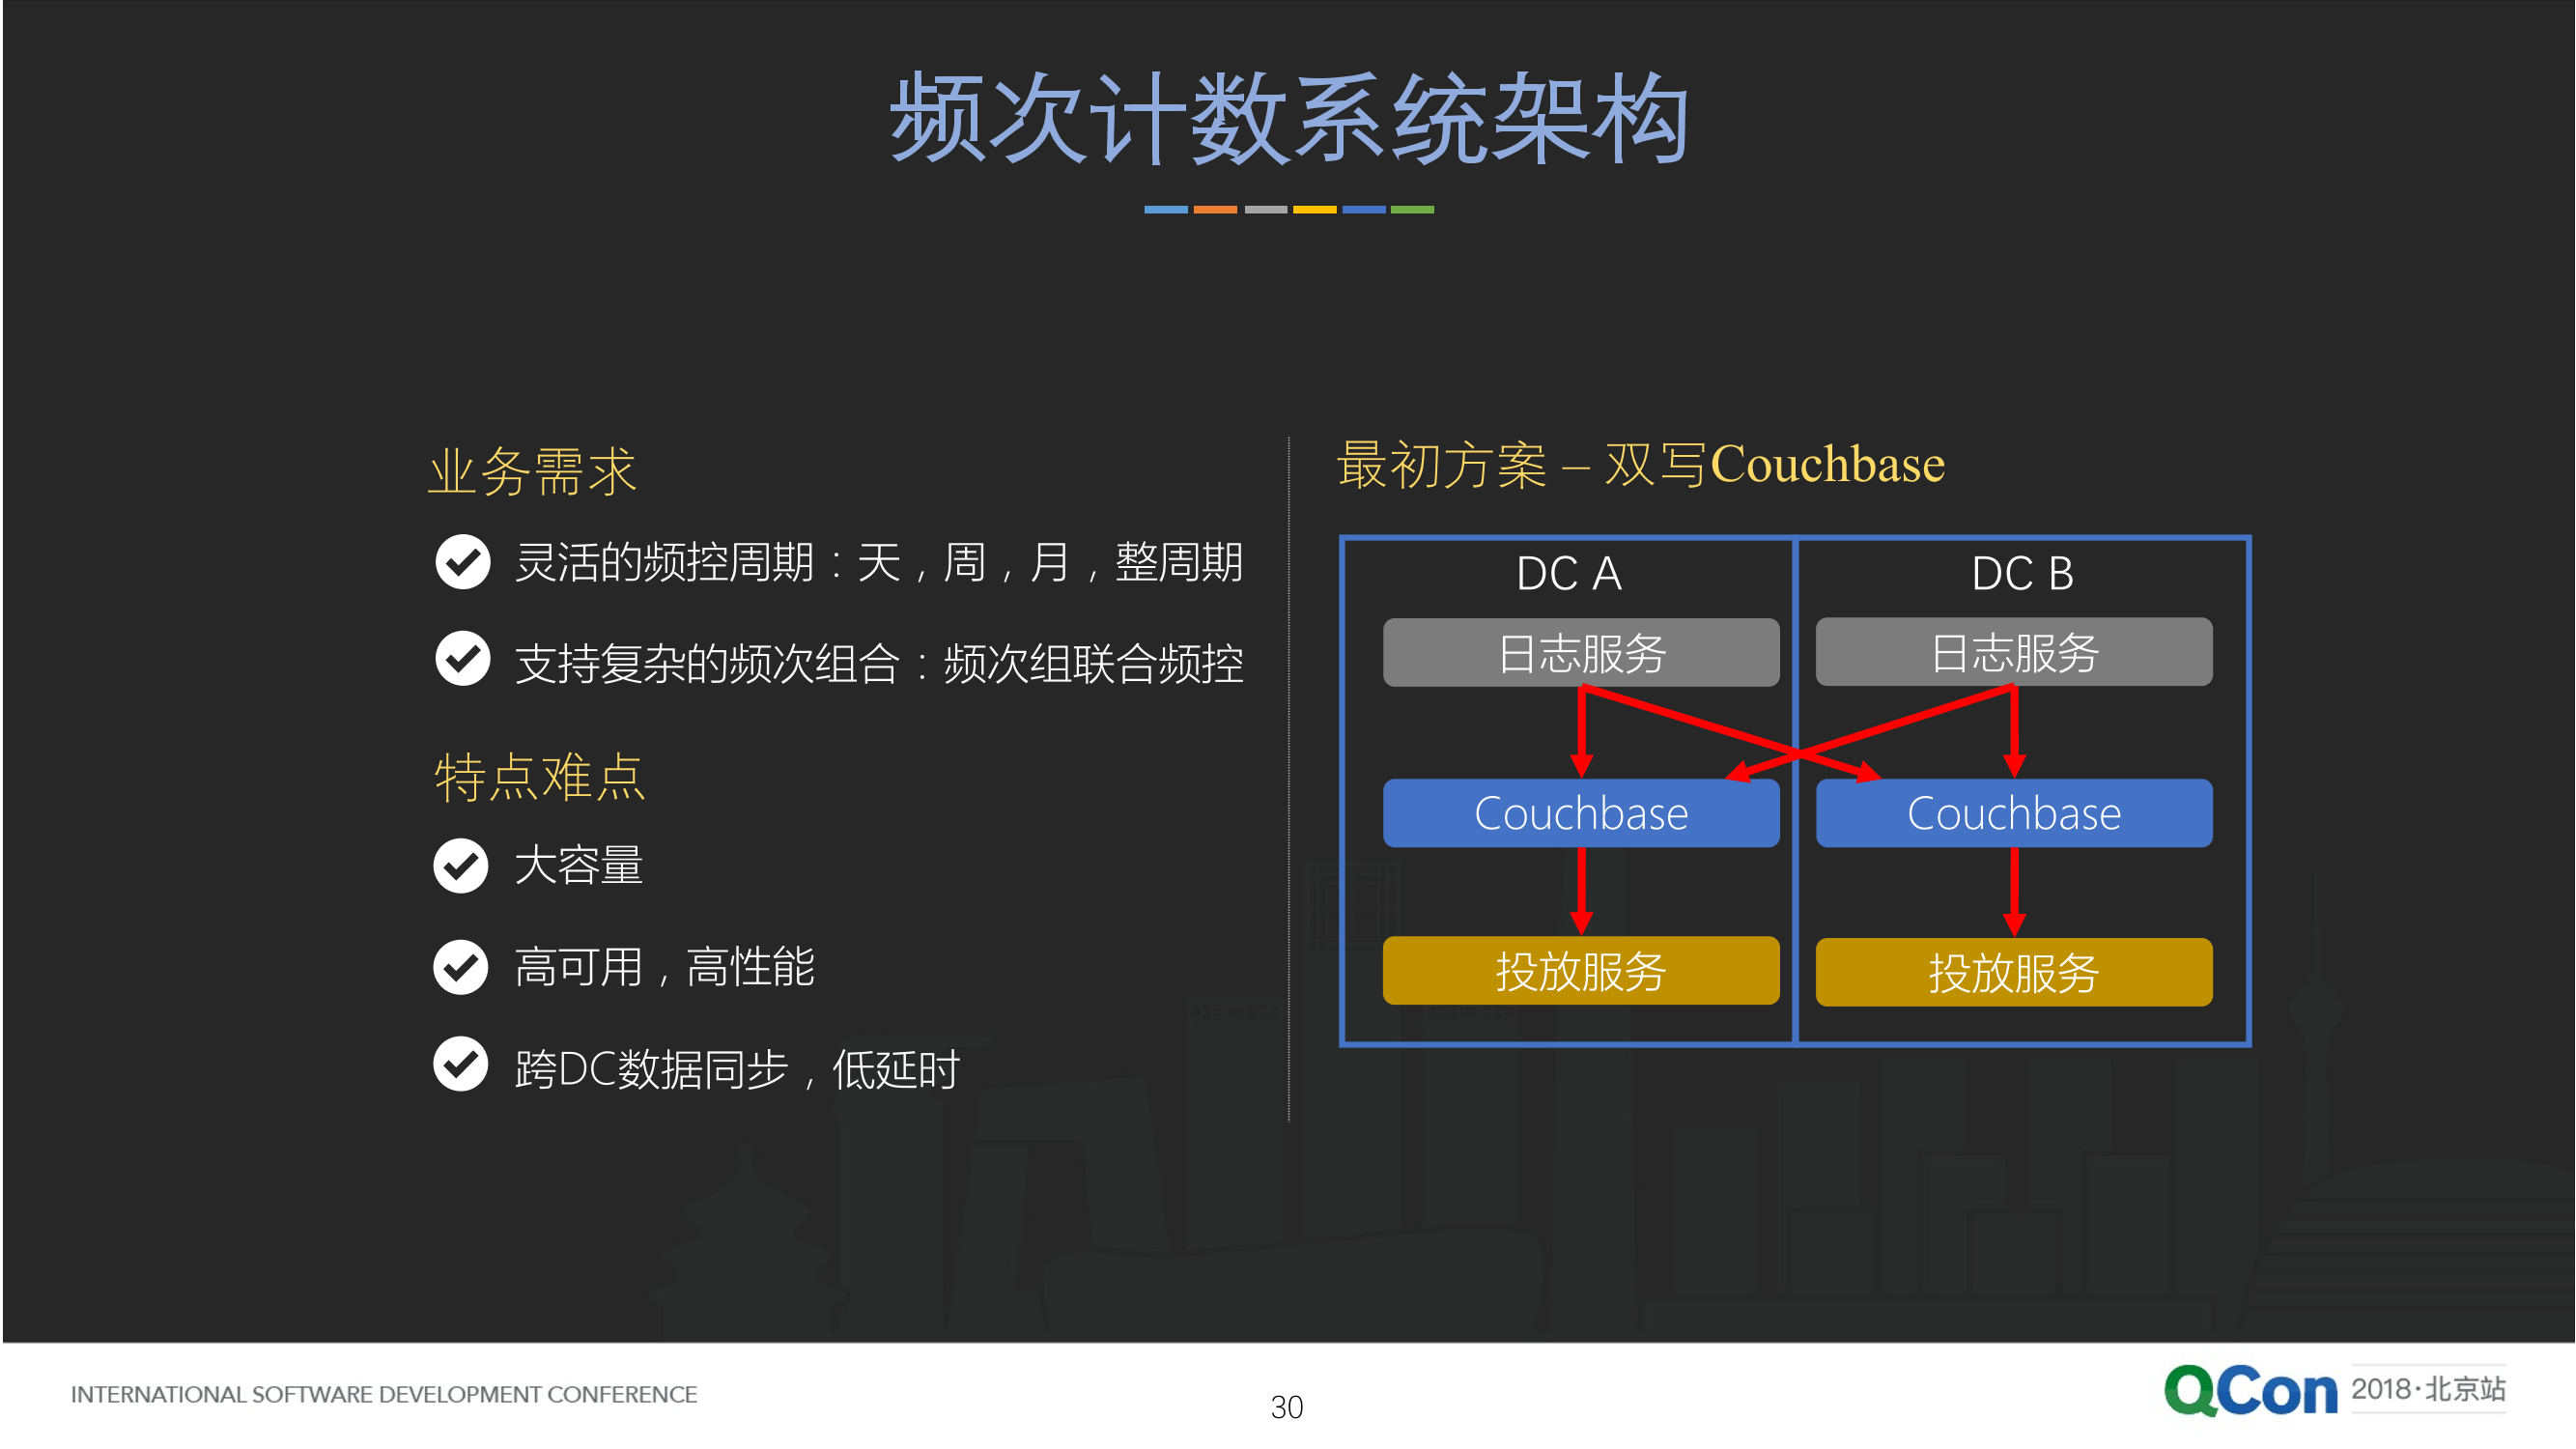 频次计数系统架构
业务需求
灵活的频控周期：天，周，月，整周期
支持复杂的频次组合：频次组联合频控
特点难点
大容量
高可用，高性能
跨DC数据同步，低延时
最初方案 – 双写Couchbase
DC A
DC B
日志服务
日志服务
Couchbase
Couchbase
投放服务
投放服务
INTERNATIONAL SOFTWARE DEVELOPMENT CONFERENCE
30
QCon 2018·北京站